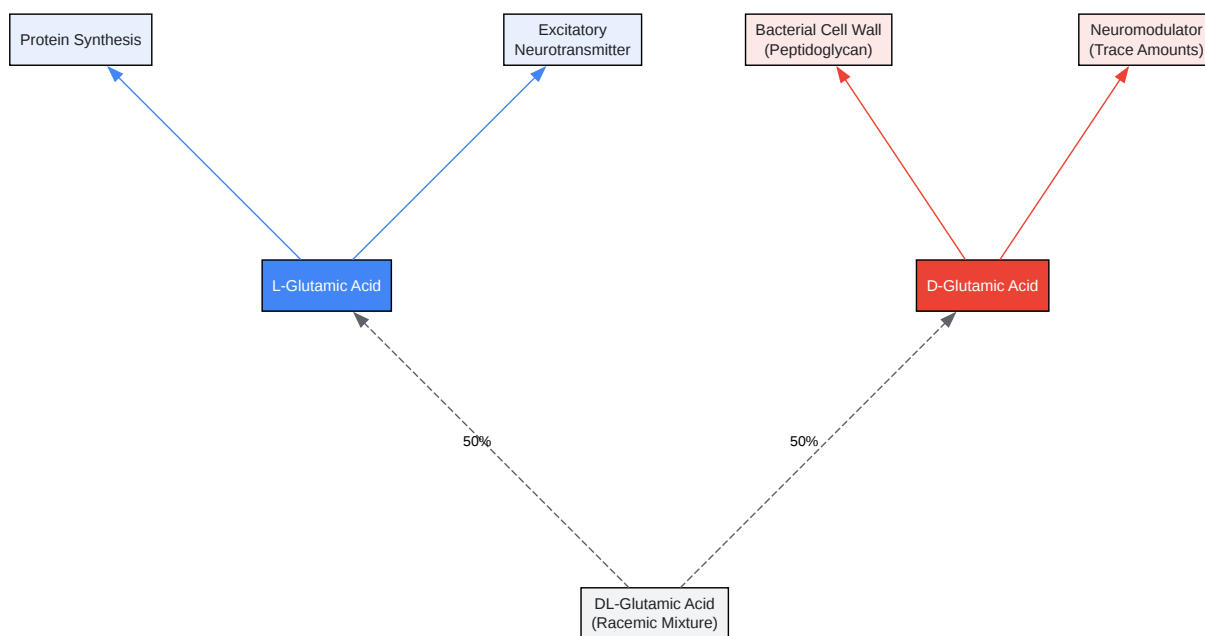 Protein Synthesis
Excitatory
Neurotransmitter
Bacterial Cell Wall
(Peptidoglycan)
Neuromodulator
(Trace Amounts)
L-Glutamic Acid
D-Glutamic Acid
50%
50%
DL-Glutamic Acid
(Racemic Mixture)